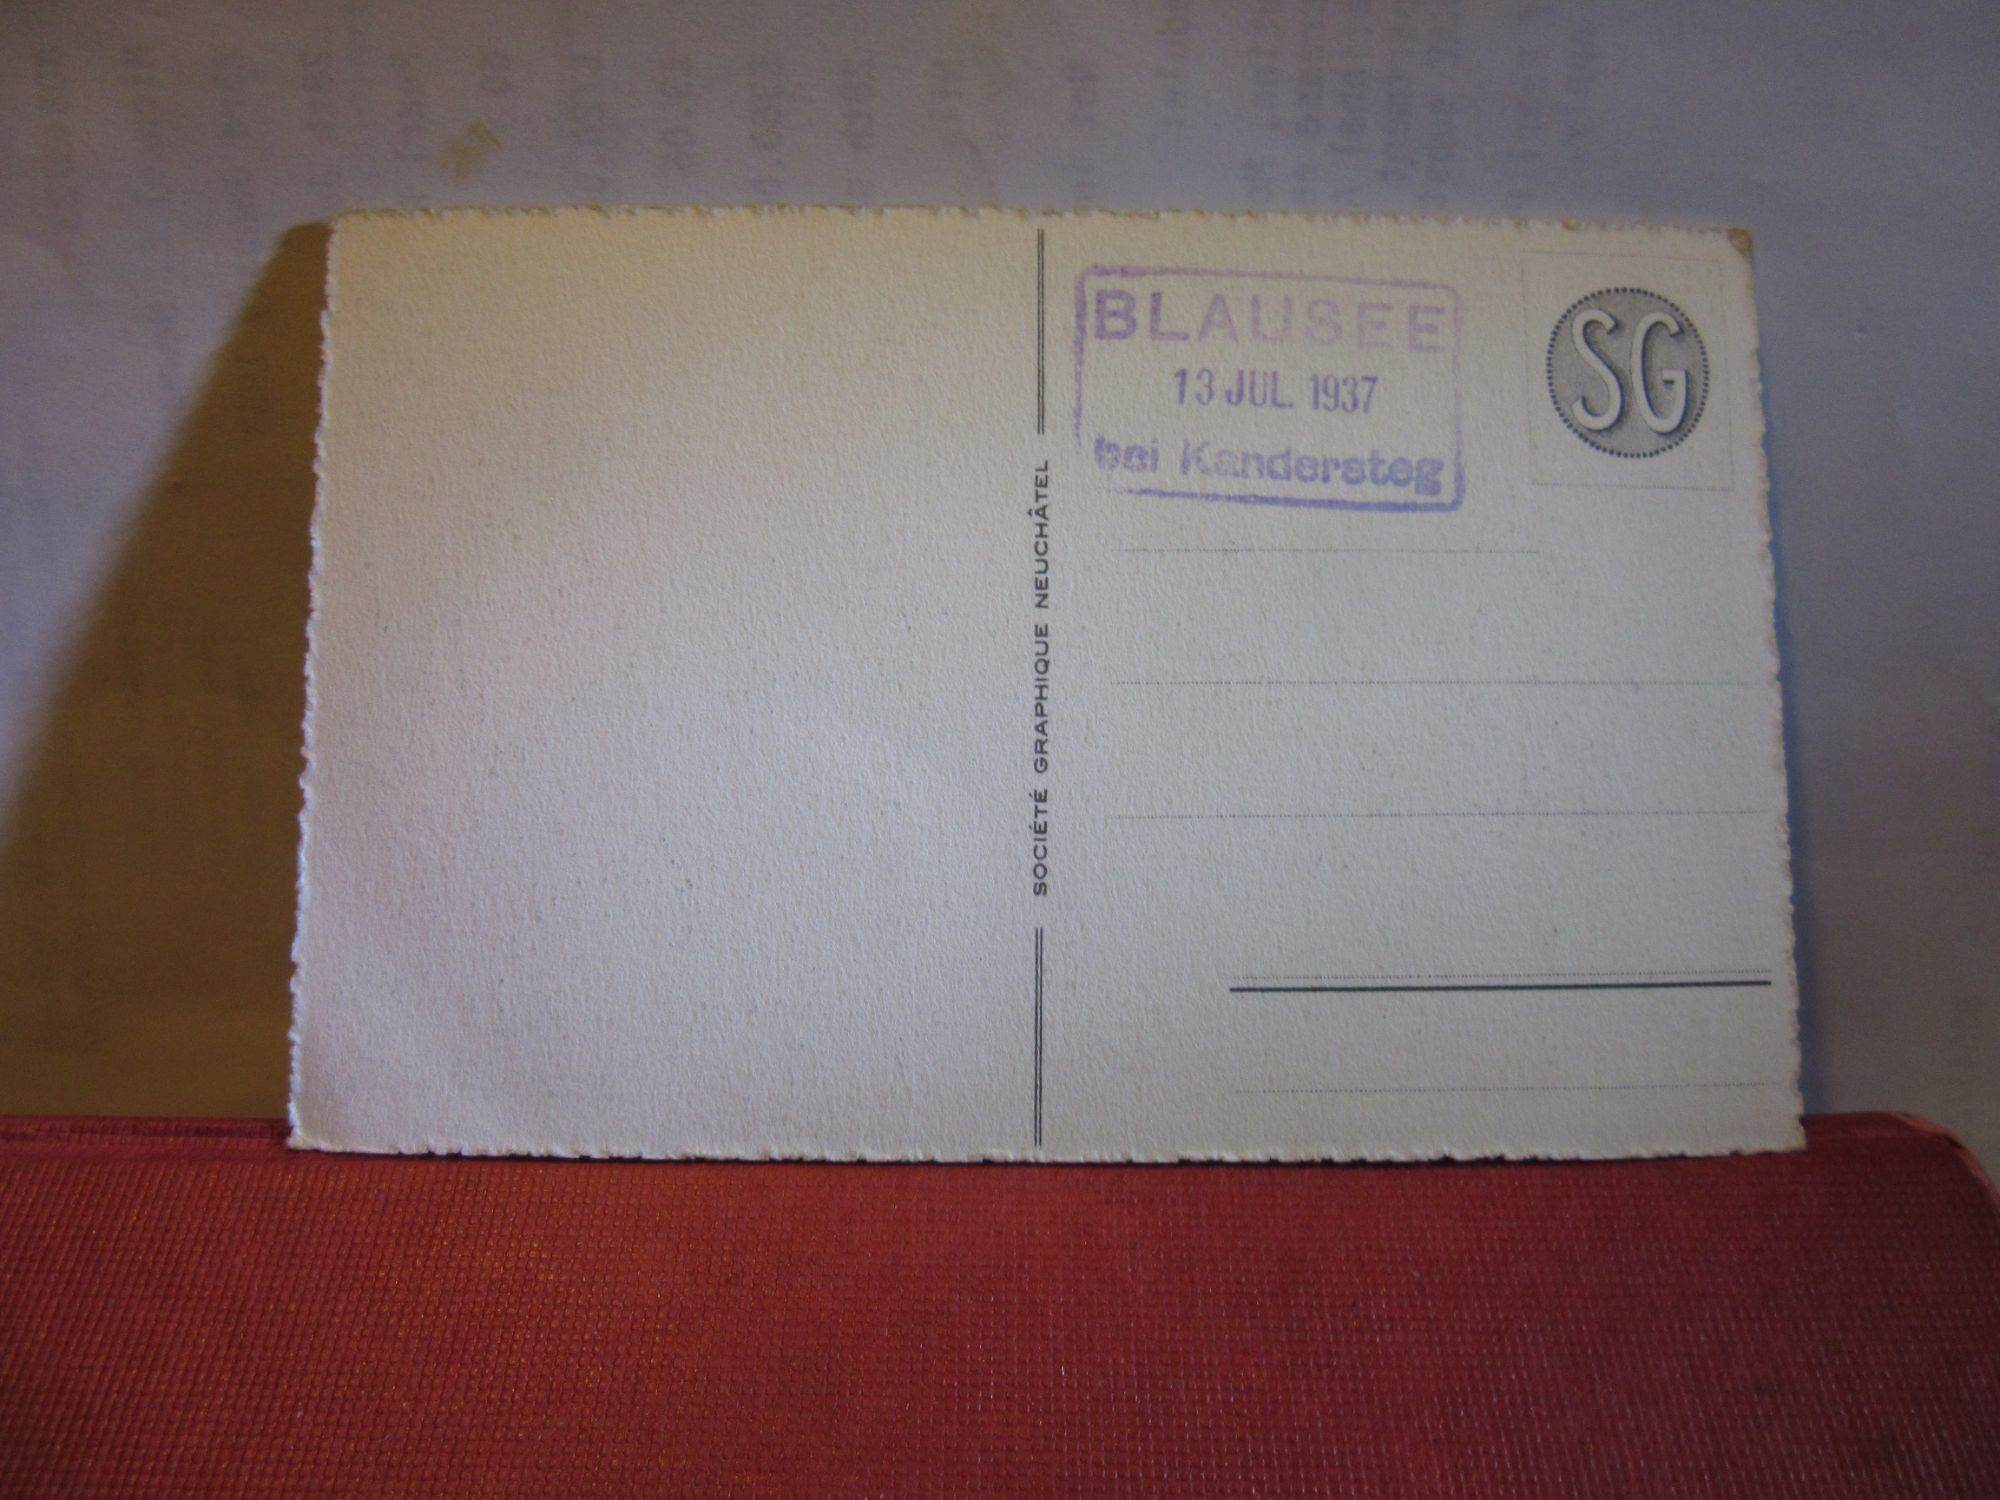 BLAUSEE
13 JUL. 1937
bei Kandersteg
SG
SOCIÉTÉ GRAPHIQUE NEUCHÂTEL